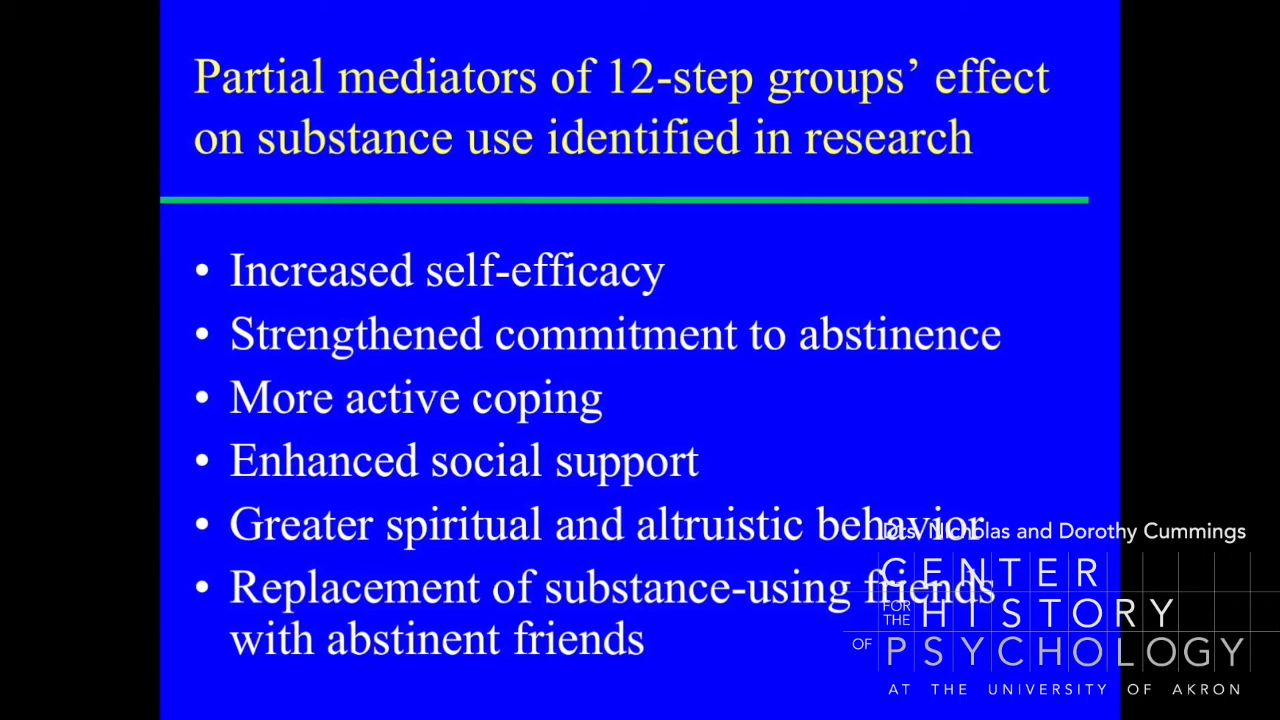 Partial mediators of 12-step groups’ effect
on substance use identified in research
• Increased self-efficacy
• Strengthened commitment to abstinence
• More active coping
• Enhanced social support
• Greater spiritual and altruistic behavior
• Replacement of substance-using friends
with abstinent friends
Drs. Nicholas and Dorothy Cummings
CENTER
FOR THE HISTORY
OF PSYCHOLOGY
AT THE UNIVERSITY OF AKRON